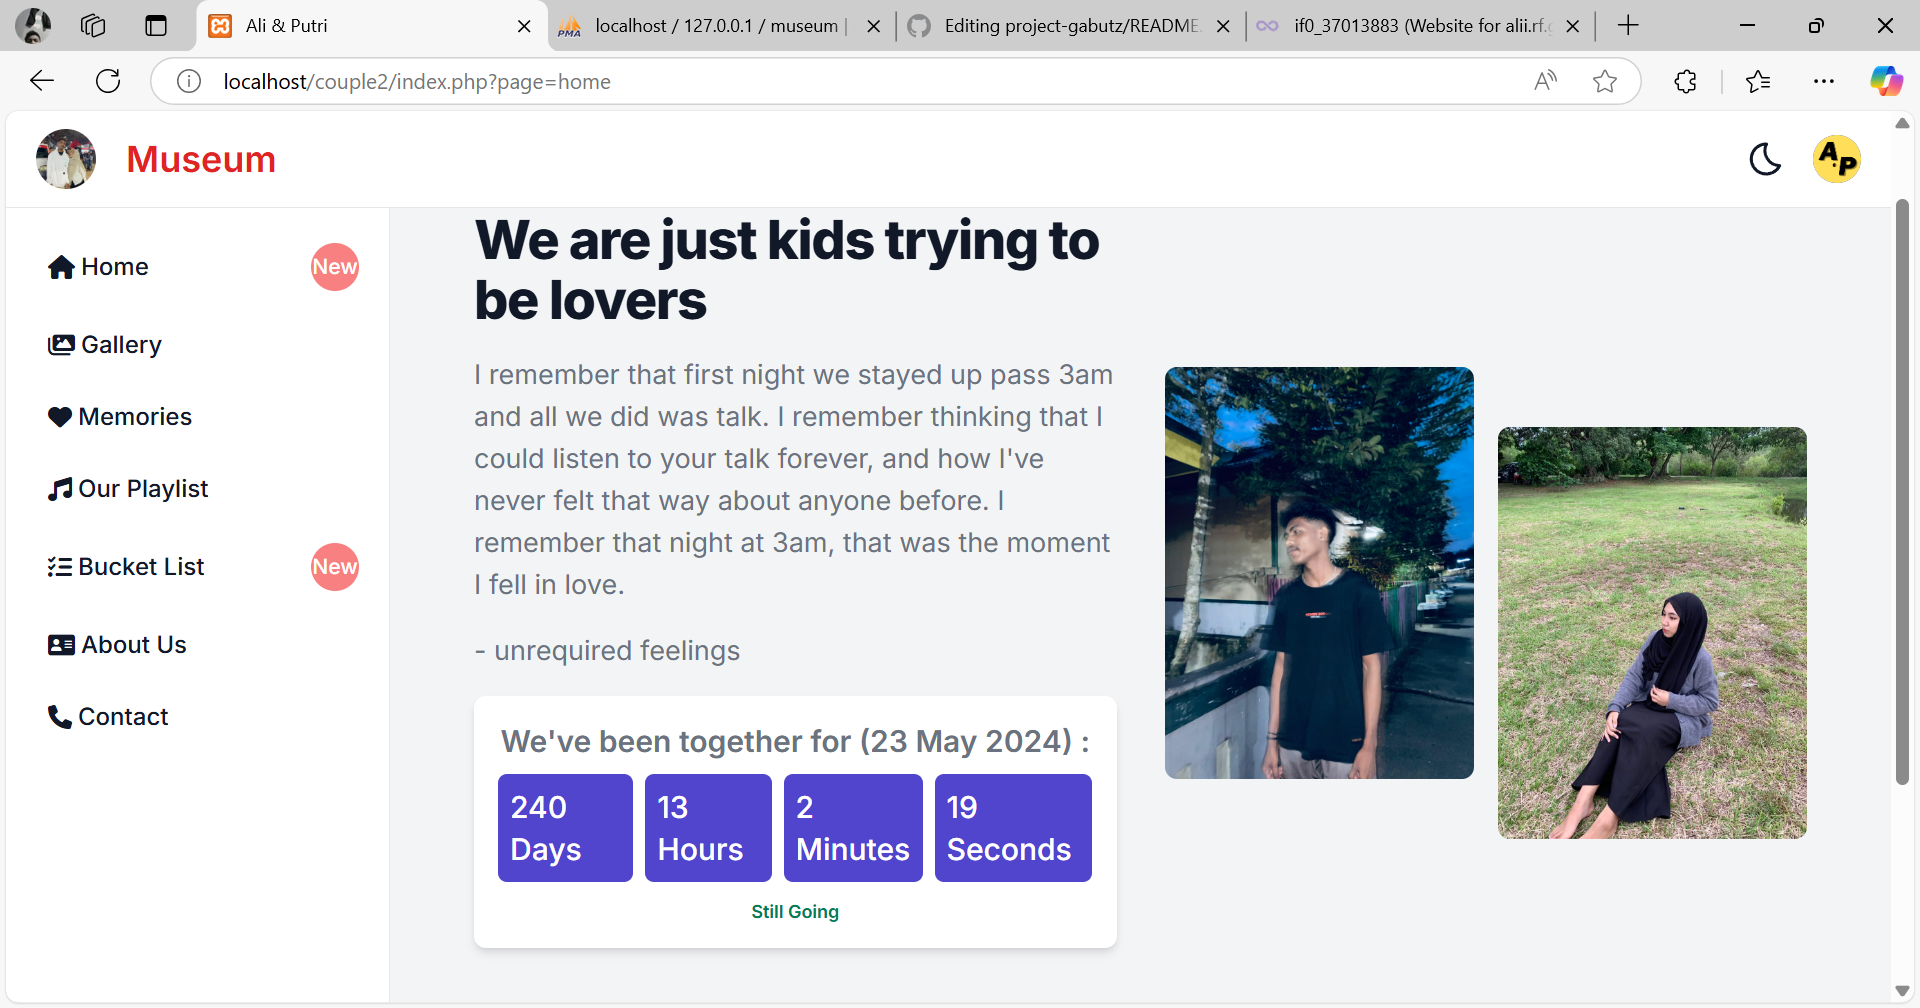 Ali & Putri
localhost / 127.0.0.1 / museum |
Editing project-gabutz/README.
if0_37013883 (Website for alii.rf.g
localhost/couple2/index.php?page=home
Museum
A.P
Home
New
Gallery
Memories
Our Playlist
Bucket List
New
About Us
Contact
We are just kids trying to
be lovers
I remember that first night we stayed up pass 3am
and all we did was talk. I remember thinking that I
could listen to your talk forever, and how I've
never felt that way about anyone before. I
remember that night at 3am, that was the moment
I fell in love.
- unrequired feelings
We've been together for (23 May 2024) :
240
Days
13
Hours
2
Minutes
19
Seconds
Still Going